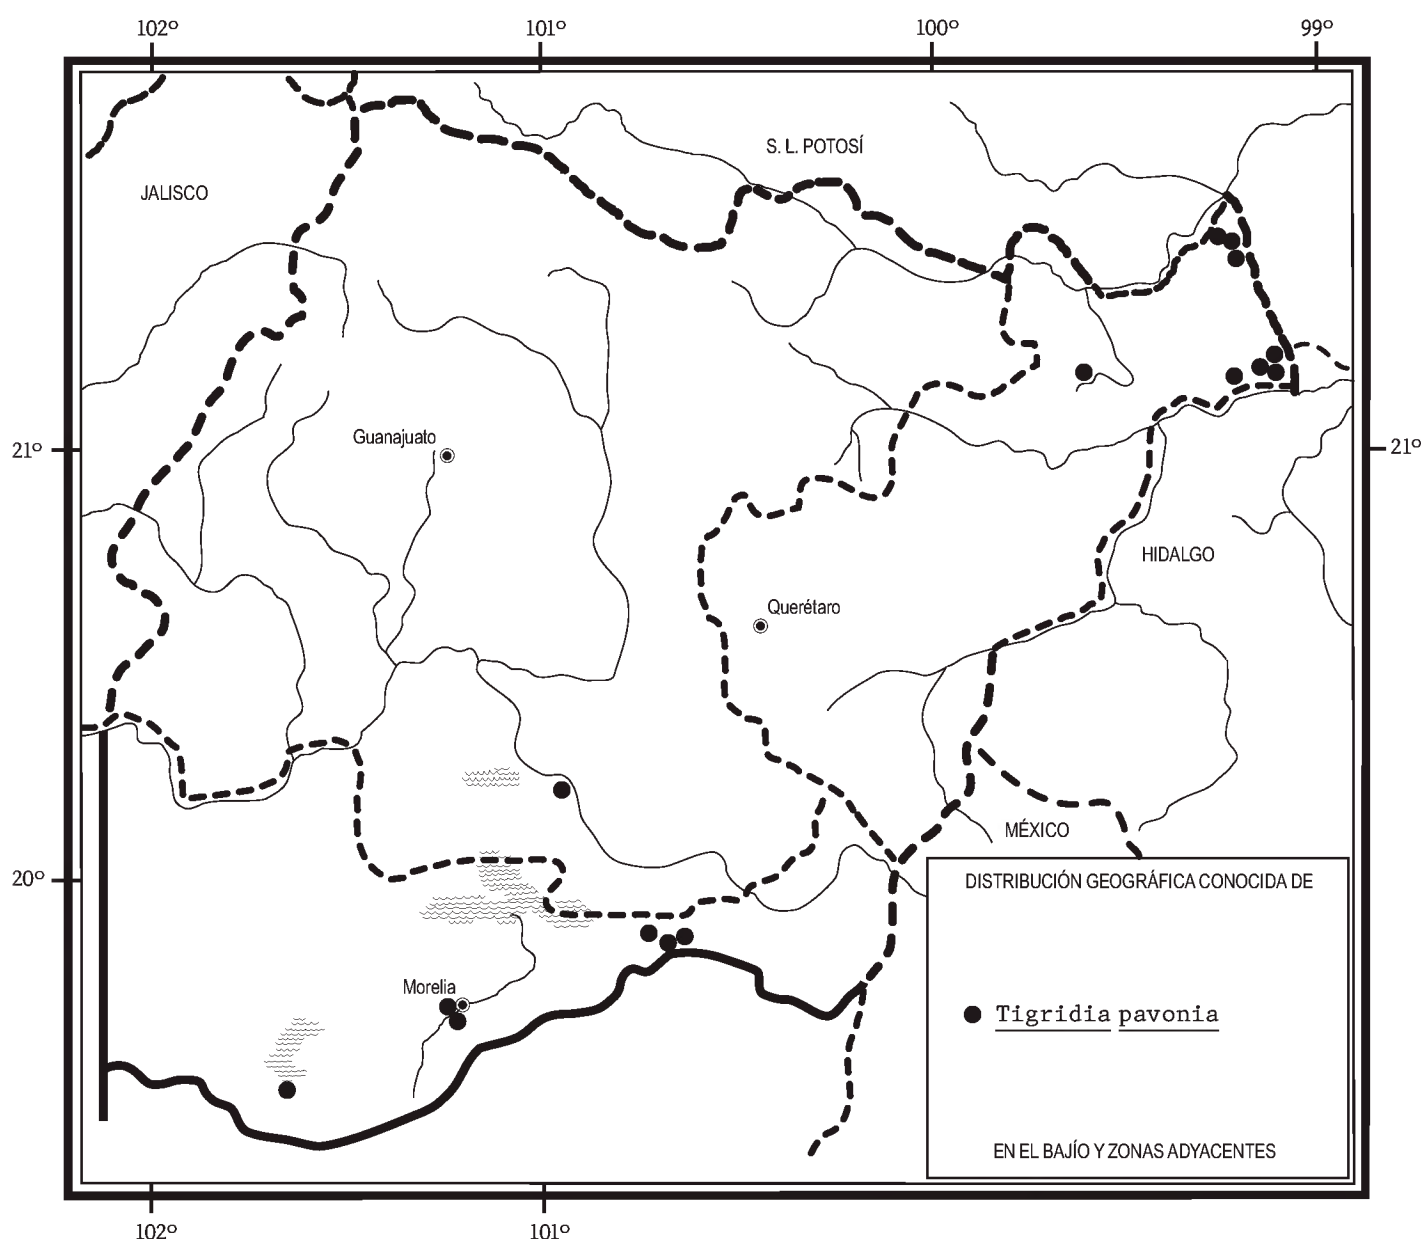 102º 101º 100º 99º
S. L. POTOSÍ
JALISCO
Guanajuato
21º 21º
HIDALGO
Querétaro
MÉXICO
20º
DISTRIBUCIÓN GEOGRÁFICA CONOCIDA DE
Morelia
Tigridia pavonia
EN EL BAJÍO Y ZONAS ADYACENTES
102º 101º